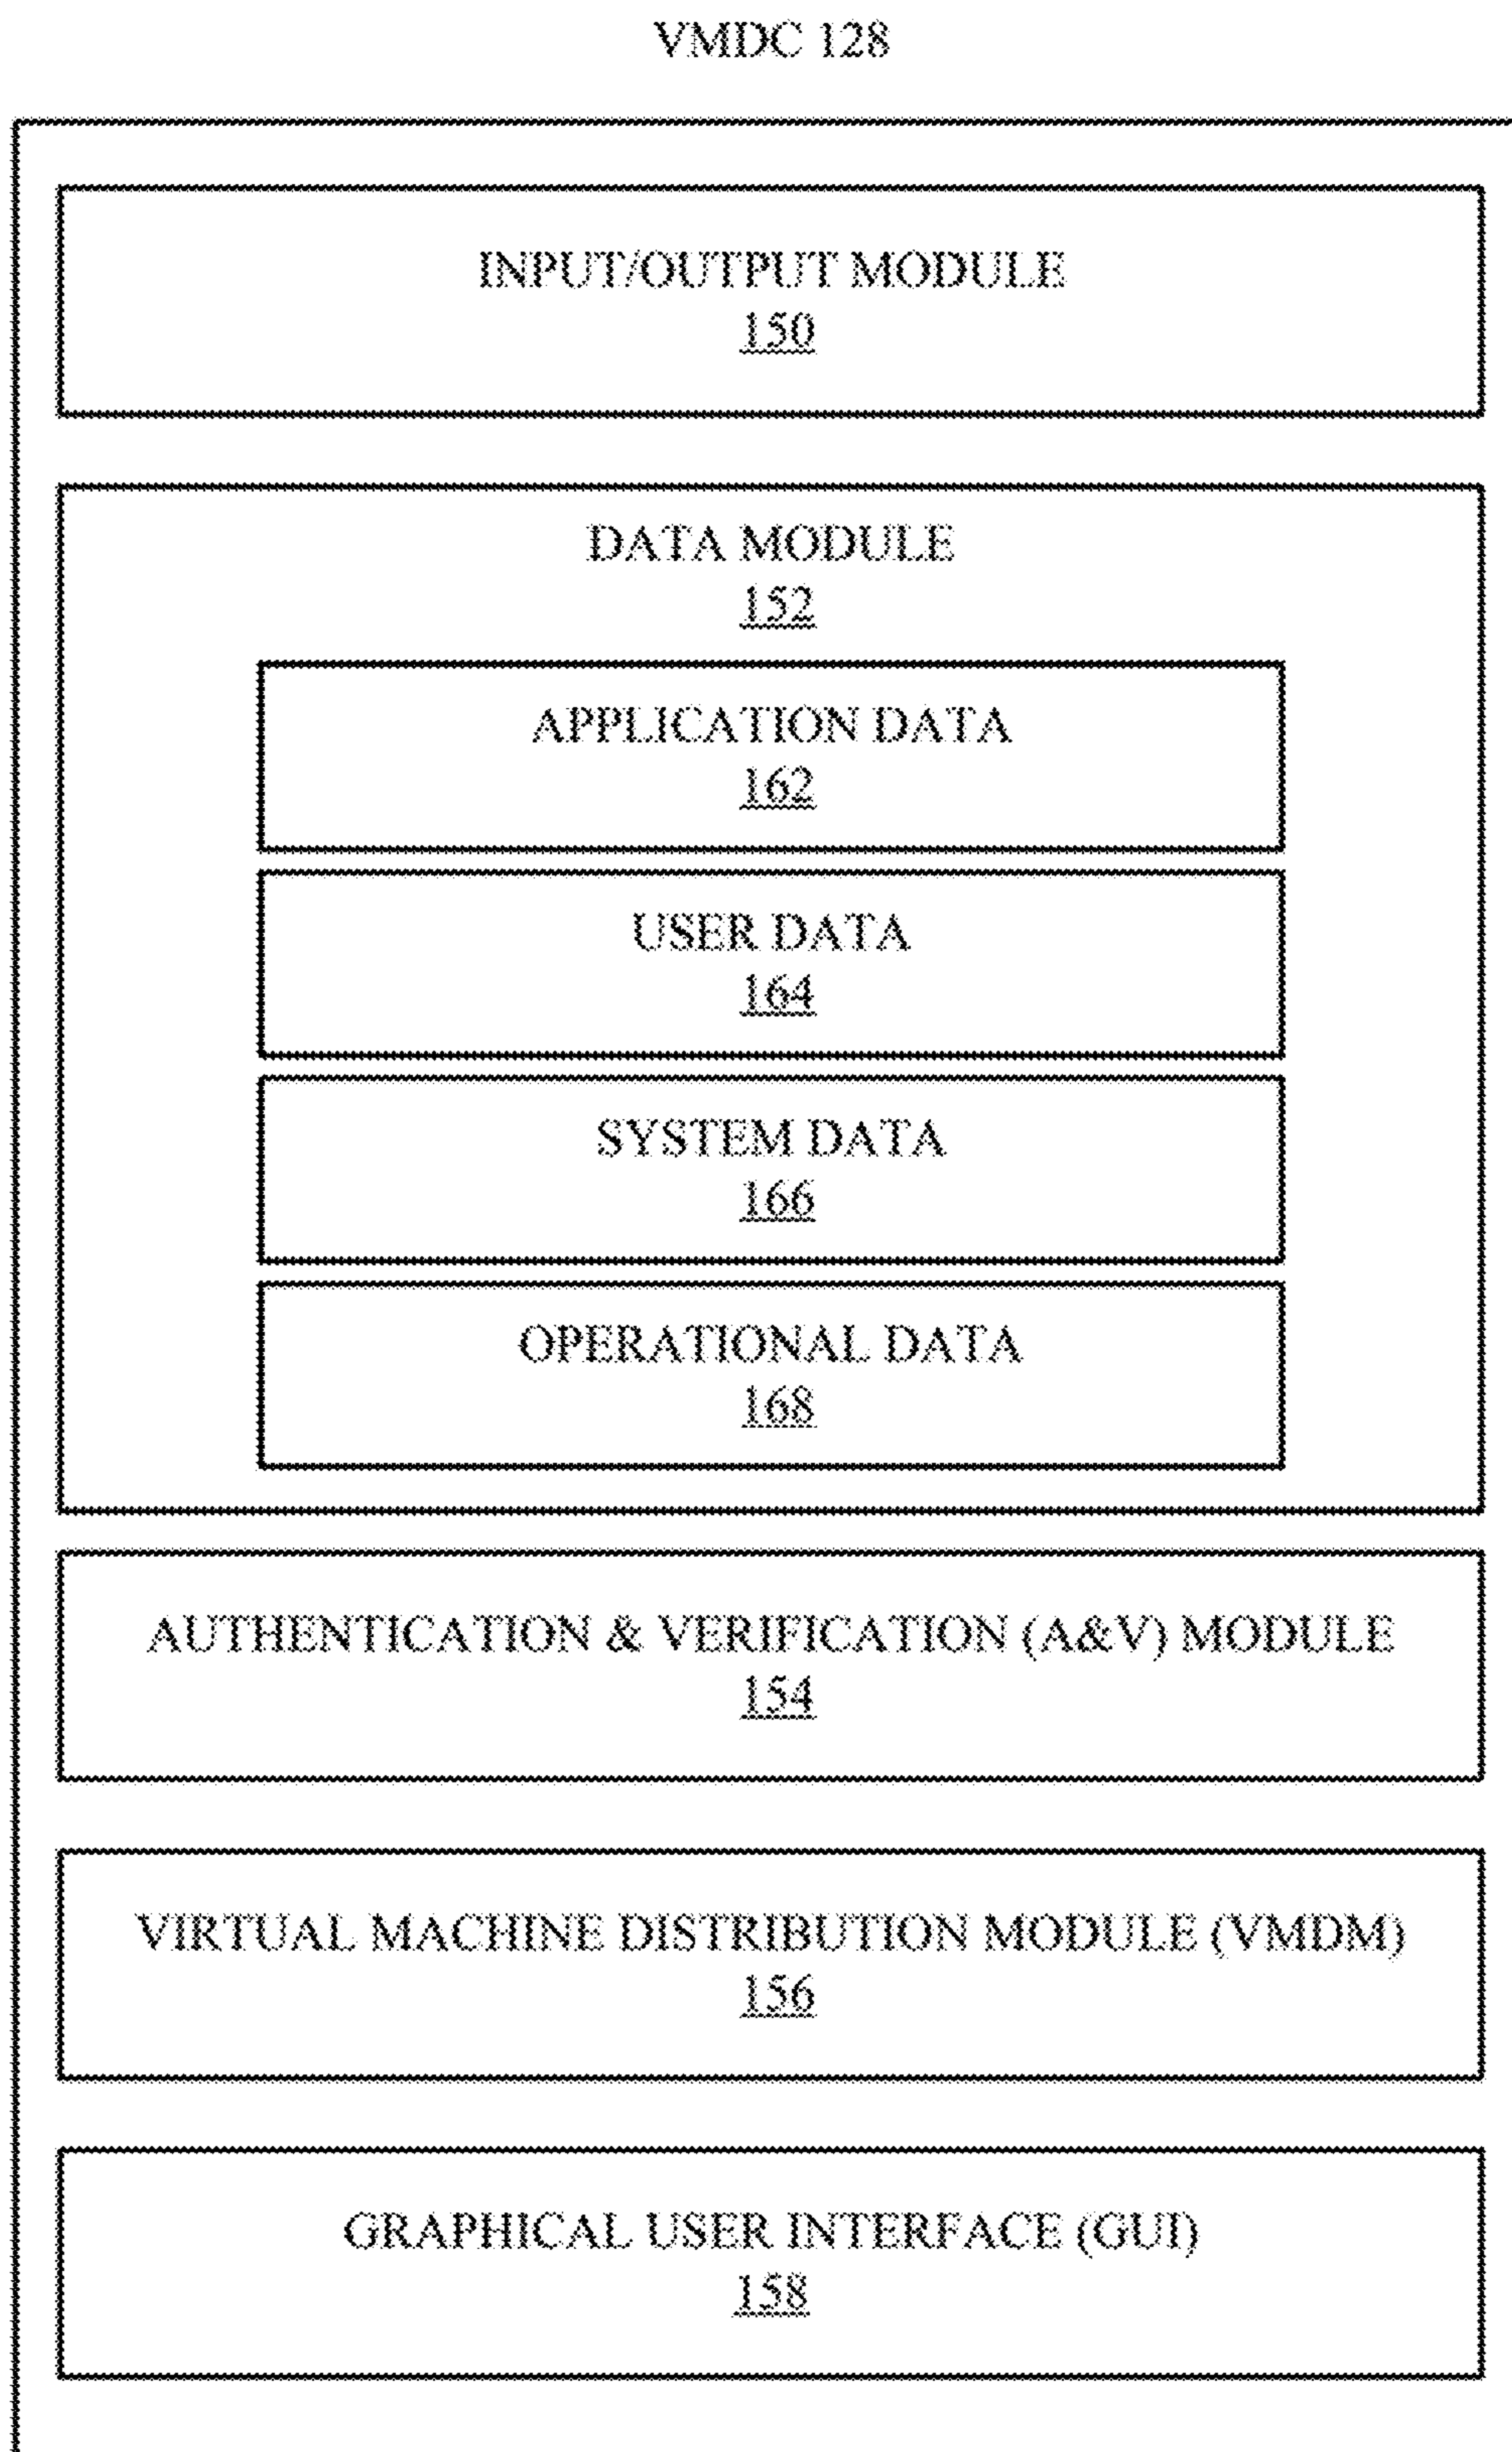 VMDC 128
INPUT/OUTPUT MODULE
150
DATA MODULE
152
APPLICATION DATA
162
USER DATA
164
SYSTEM DATA
166
OPERATIONAL DATA
168
AUTHENTICATION & VERIFICATION (A&V) MODULE
154
VIRTUAL MACHINE DISTRIBUTION MODULE (VMDM)
156
GRAPHICAL USER INTERFACE (GUI)
158